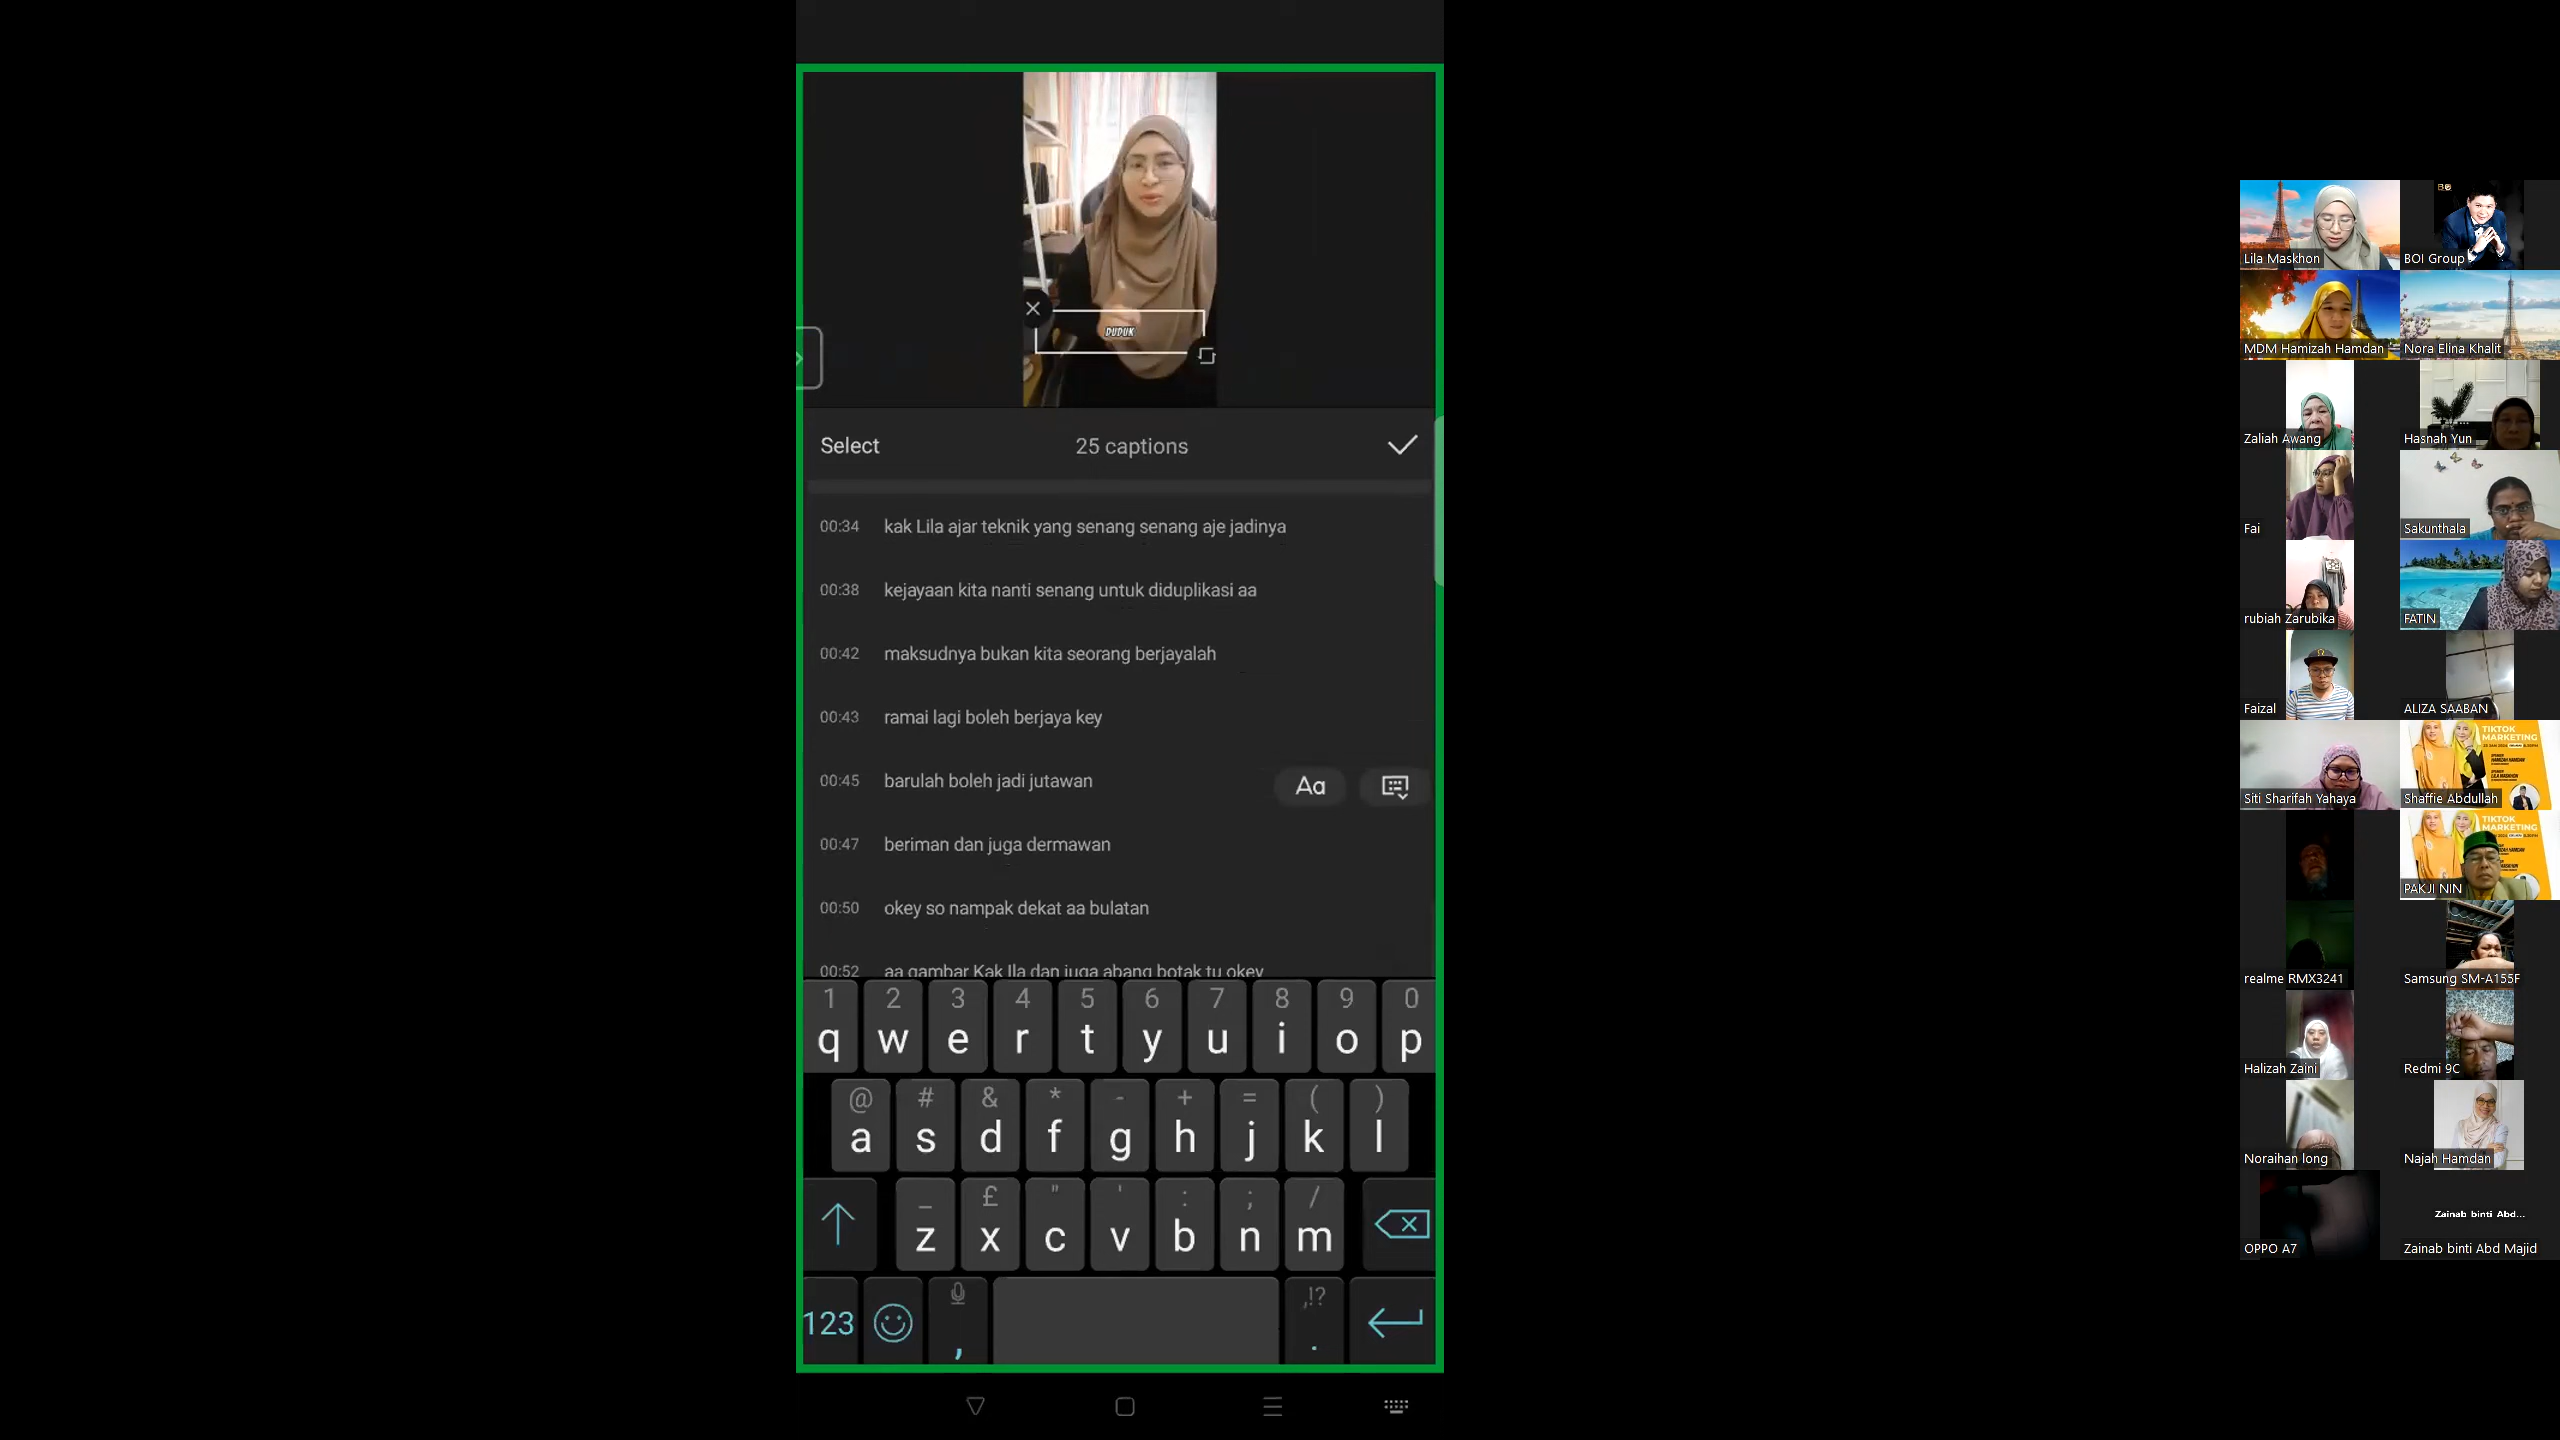 DUDUK
Select
25 captions
00:34 kak Lila ajar teknik yang senang senang aje jadinya
00:38 kejayaan kita nanti senang untuk diduplikasi aa
00:42 maksudnya bukan kita seorang berjayalah
00:43 ramai lagi boleh berjaya key
00:45 barulah boleh jadi jutawan
Aa
00:47 beriman dan juga dermawan
00:50 okey so nampak dekat aa bulatan
00:52 aa gambar Kak Ila dan juga abang botak tu okey
1 2 3 4 5 6 7 8 9 0
q w e r t y u i o p
@ # & * - + = ( )
a s d f g h j k l
_ £ " ' : ; /
z x c v b n m
,!?
123 , .
Lila Maskhon
BOI Group
MDM Hamizah Hamdan
Nora Elina Khalit
Zaliah Awang
Hasnah Yun
Fai
Sakunthala
rubiah Zarubika
FATIN
Faizal
ALIZA SAABAN
TIKTOK
MARKETING
Siti Sharifah Yahaya
Shaffie Abdullah
TIKTOK
MARKETING
PAKJI NIN
realme RMX3241
Samsung SM-A155F
Halizah Zaini
Redmi 9C
Noraihan long
Najah Hamdan
Zainab binti Abd...
OPPO A7
Zainab binti Abd Majid